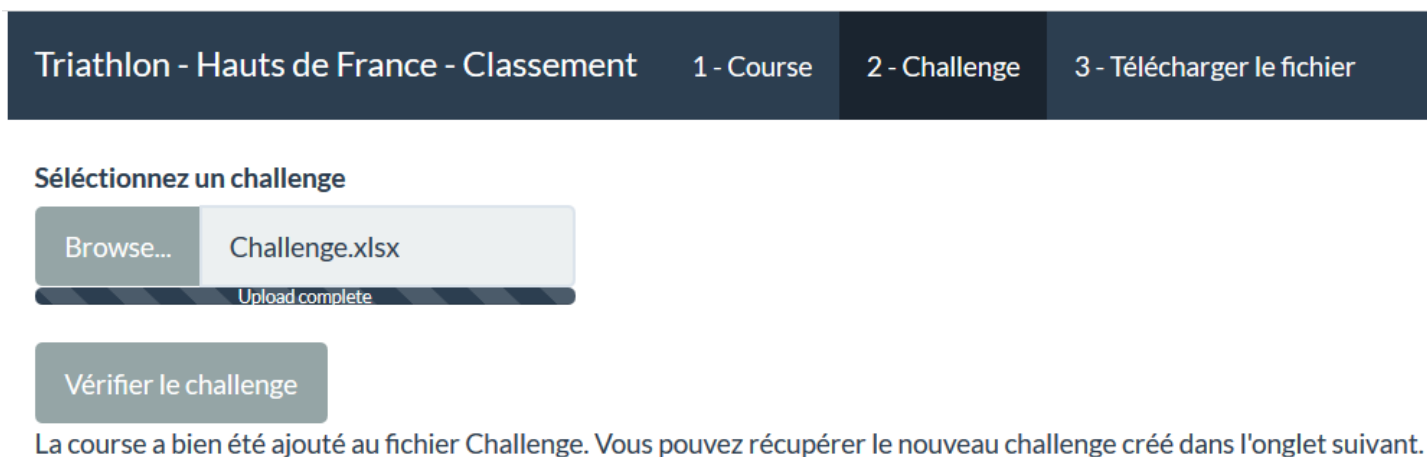 Triathlon - Hauts de France - Classement 1 - Course 2 - Challenge 3 - Télécharger le fichier
Séléctionnez un challenge
Browse... Challenge.xlsx
Upload complete
Vérifier le challenge
La course a bien été ajouté au fichier Challenge. Vous pouvez récupérer le nouveau challenge créé dans l'onglet suivant.